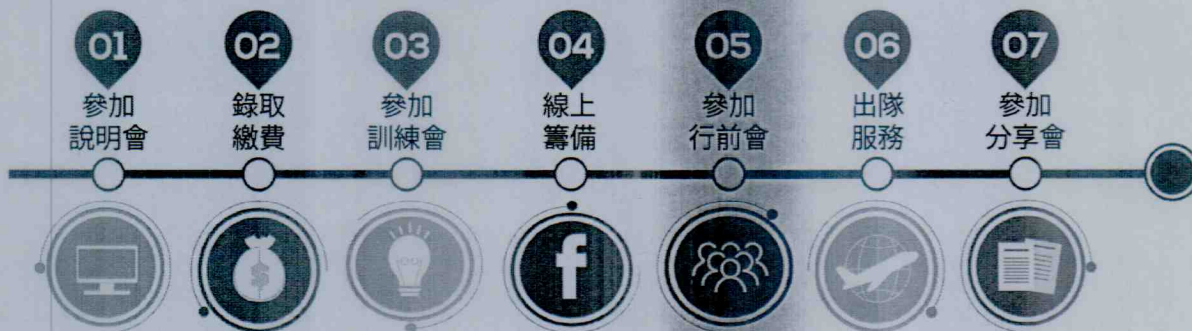 01
參加
說明會
02
錄取
繳費
03
參加
訓練會
04
線上
籌備
05
參加
行前會
06
出隊
服務
07
參加
分享會
$
f